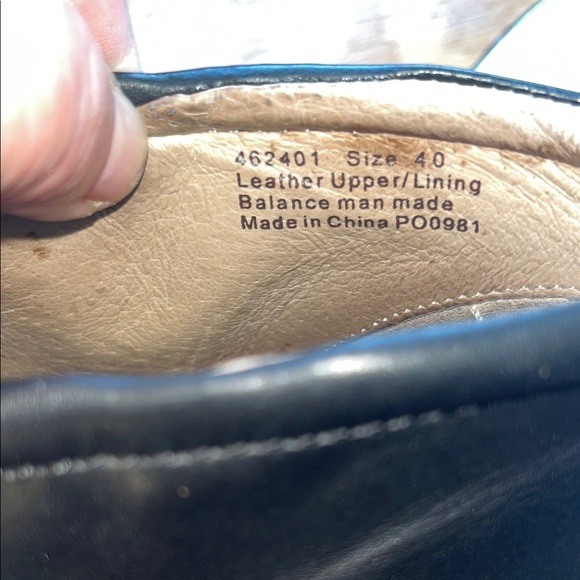 462401 Size 40
Leather Upper/Lining
Balance man made
Made in China PO0981